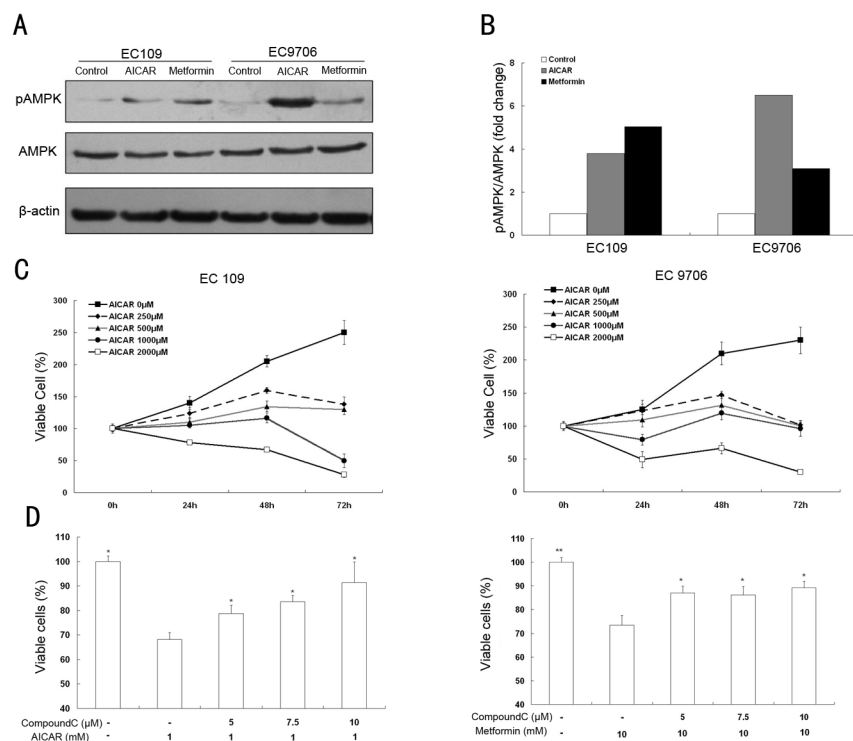 A
EC109 EC9706
Control AICAR Metformin Control AICAR Metformin
pAMPK
AMPK
β-actin
B
Control
AICAR
Metformin
pAMPK/AMPK (fold change)
8
6
4
2
0
EC109 EC9706
C
EC 109
AICAR 0μM
AICAR 250μM
AICAR 500μM
AICAR 1000μM
AICAR 2000μM
Viable Cell (%)
300
250
200
150
100
50
0
0h 24h 48h 72h
EC 9706
AICAR 0μM
AICAR 250μM
AICAR 500μM
AICAR 1000μM
AICAR 2000μM
Viable Cell (%)
300
250
200
150
100
50
0
0h 24h 48h 72h
D
Viable cells (%)
110
100
90
80
70
60
50
40
* * * *
CompoundC (μM) - - 5 7.5 10
AICAR (mM) - 1 1 1 1
Viable cells (%)
110
100
90
80
70
60
50
40
** * * *
CompoundC (μM) - - 5 7.5 10
Metformin (mM) - 10 10 10 10